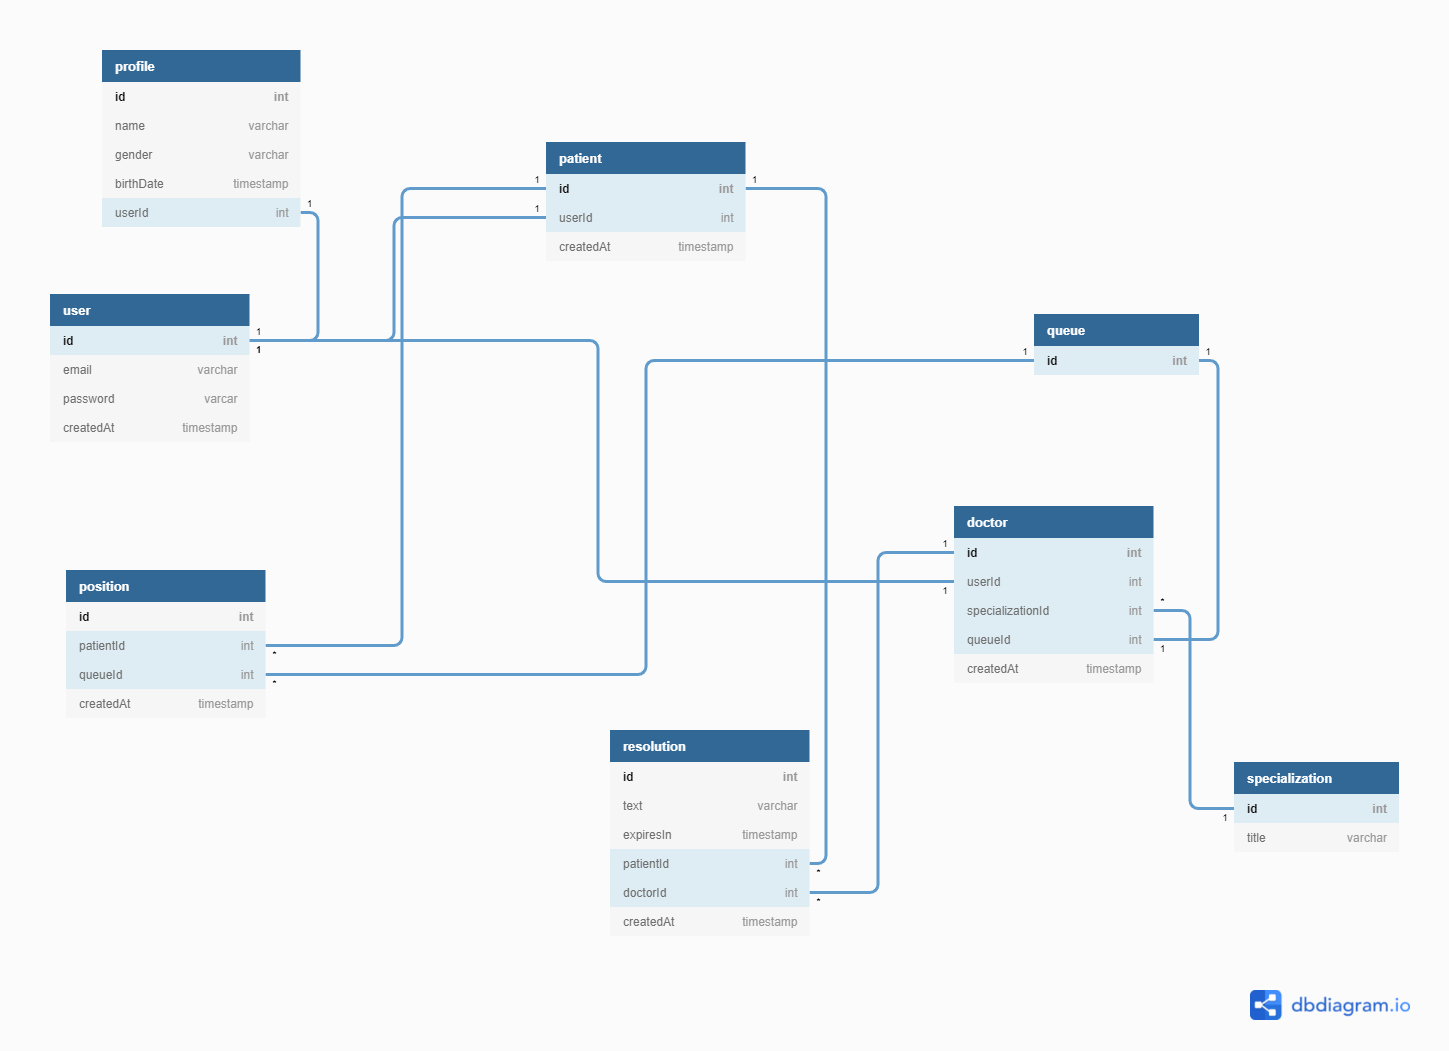 profile
id int
name varchar
gender varchar
birthDate timestamp
userId int
1
user
id int
email varchar
password varcar
createdAt timestamp
1
1
patient
id int
userId int
createdAt timestamp
1
1
1
queue
id int
1
1
doctor
id int
userId int
specializationId int
queueId int
createdAt timestamp
1
1
*
1
position
id int
patientId int
queueId int
createdAt timestamp
*
*
resolution
id int
text varchar
expiresIn timestamp
patientId int
doctorId int
createdAt timestamp
*
*
specialization
id int
title varchar
1
dbdiagram.io